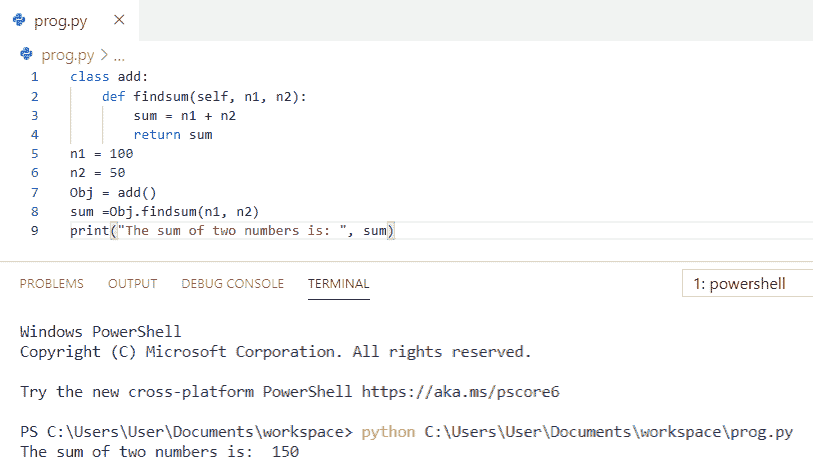 prog.py ×
prog.py > ...
1 class add:
2     def findsum(self, n1, n2):
3         sum = n1 + n2
4         return sum
5 n1 = 100
6 n2 = 50
7 Obj = add()
8 sum =Obj.findsum(n1, n2)
9 print("The sum of two numbers is: ", sum)
PROBLEMS OUTPUT DEBUG CONSOLE TERMINAL 1: powershell
Windows PowerShell
Copyright (C) Microsoft Corporation. All rights reserved.
Try the new cross-platform PowerShell https://aka.ms/pscore6
PS C:\Users\User\Documents\workspace> python C:\Users\User\Documents\workspace\prog.py
The sum of two numbers is:  150